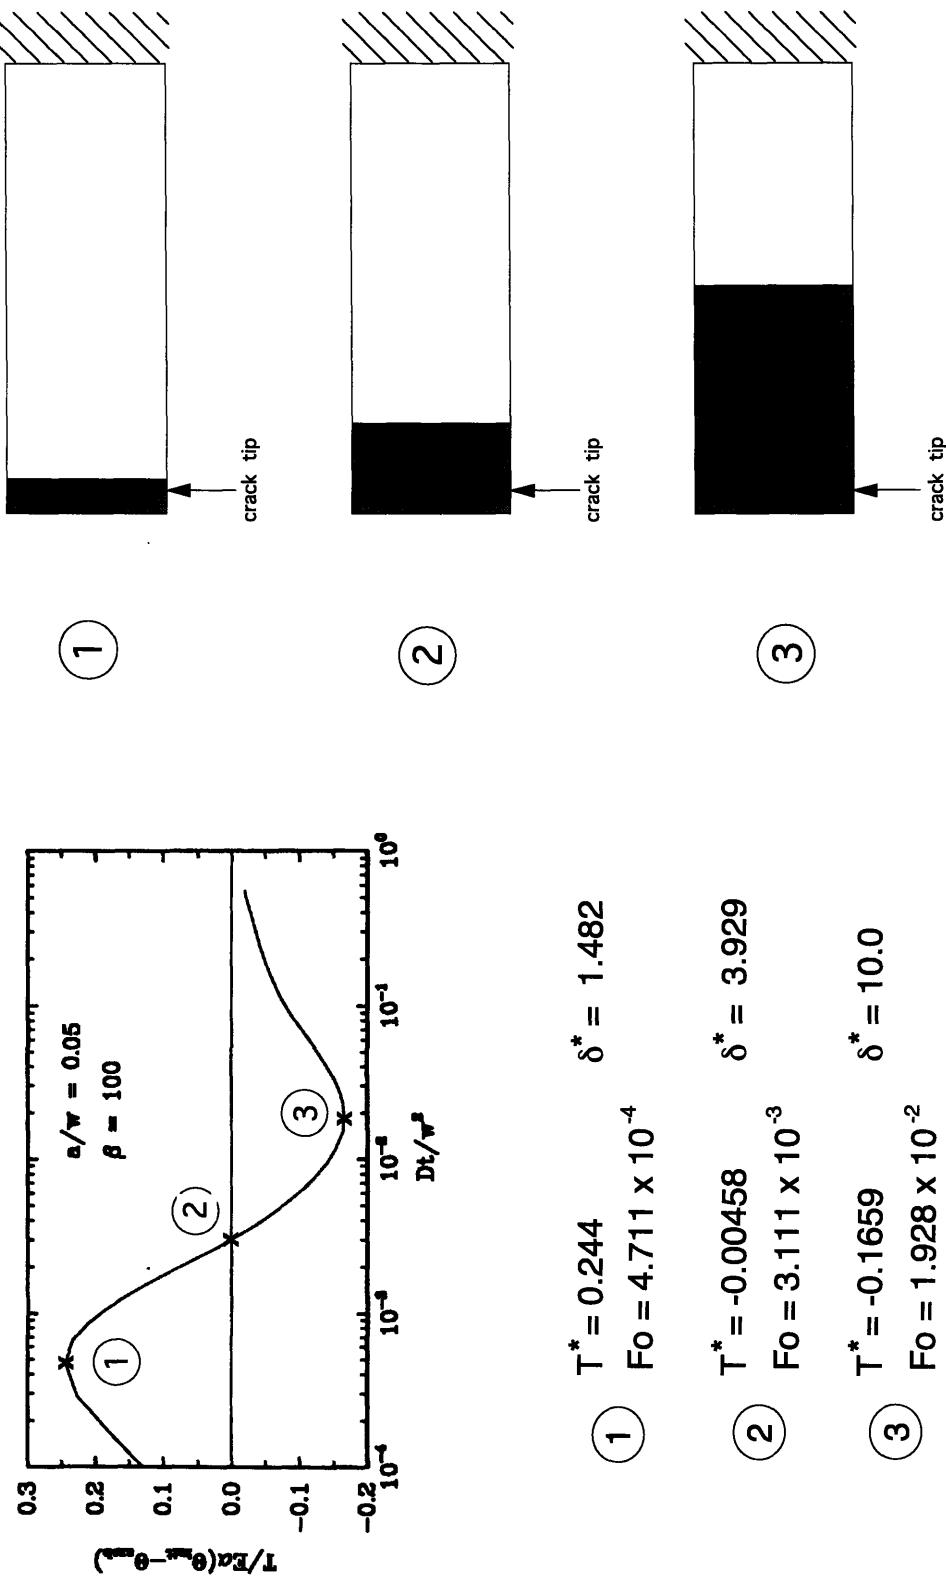 0.3
0.2
0.1
0.0
−0.1
−0.2
T/Eα(θ
a/w = 0.05
β = 100
1
2
3
10⁻⁴
10⁻³
10⁻²
10⁻¹
10⁰
Dt/w²
1
T* = 0.244 δ* = 1.482
Fo = 4.711 x 10⁻⁴
2
T* = -0.00458 δ* = 3.929
Fo = 3.111 x 10⁻³
3
T* = -0.1659 δ* = 10.0
Fo = 1.928 x 10⁻²
1
crack tip
2
crack tip
3
crack tip